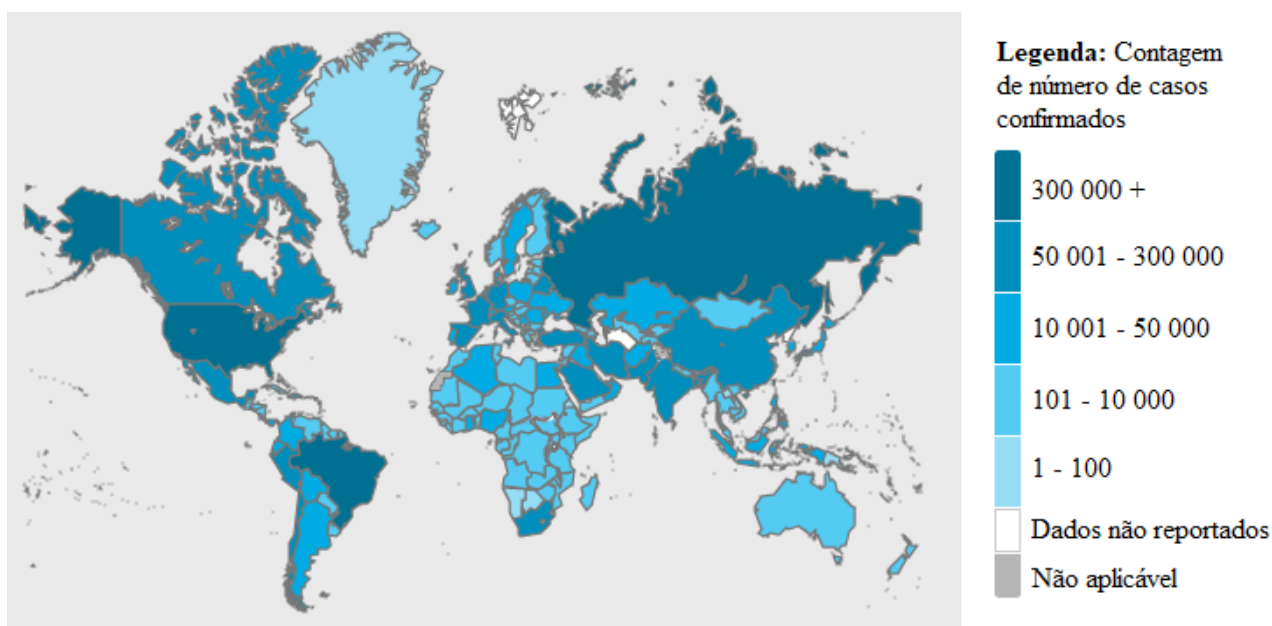 Legenda: Contagem
de número de casos
confirmados
300 000 +
50 001 - 300 000
10 001 - 50 000
101 - 10 000
1 - 100
Dados não reportados
Não aplicável